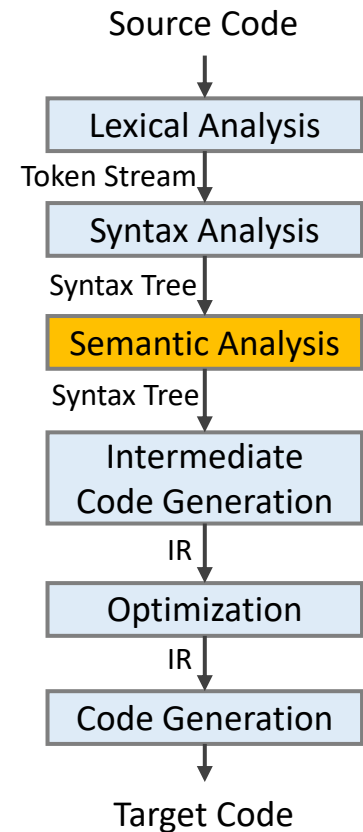 Source Code
Lexical Analysis
Token Stream
Syntax Analysis
Syntax Tree
Semantic Analysis
Syntax Tree
Intermediate
Code Generation
IR
Optimization
IR
Code Generation
Target Code